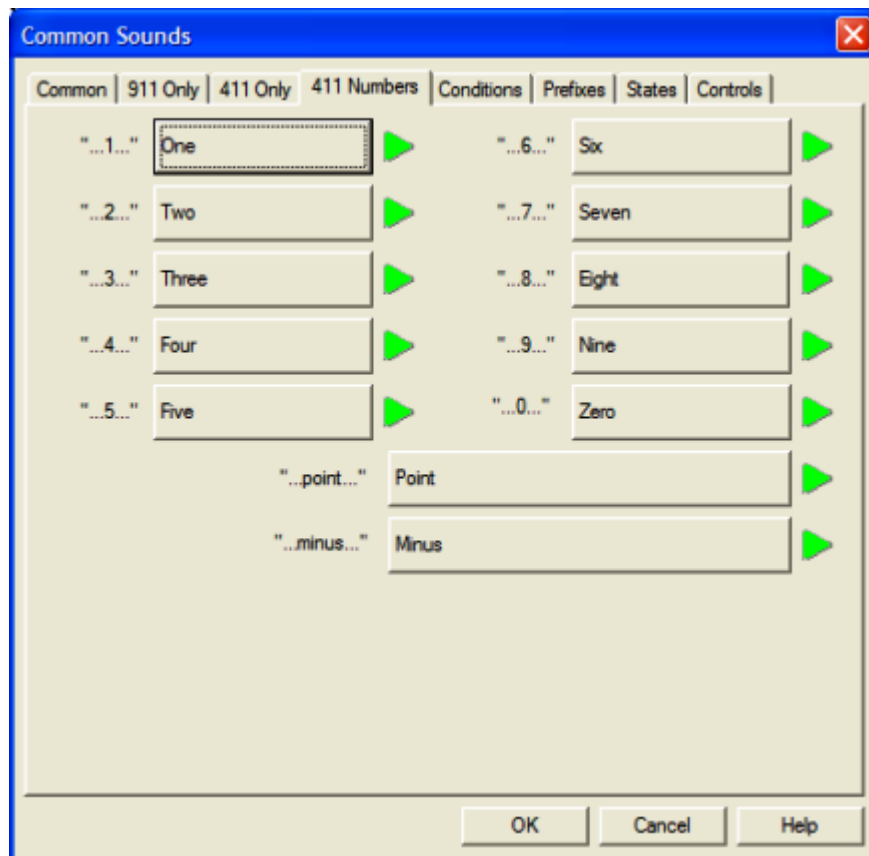 Common Sounds
Common 911 Only 411 Only 411 Numbers Conditions Prefixes States Controls
"...1..." One "...6..." Six
"...2..." Two "...7..." Seven
"...3..." Three "...8..." Eight
"...4..." Four "...9..." Nine
"...5..." Five "...0..." Zero
"...point..." Point
"...minus..." Minus
OK Cancel Help